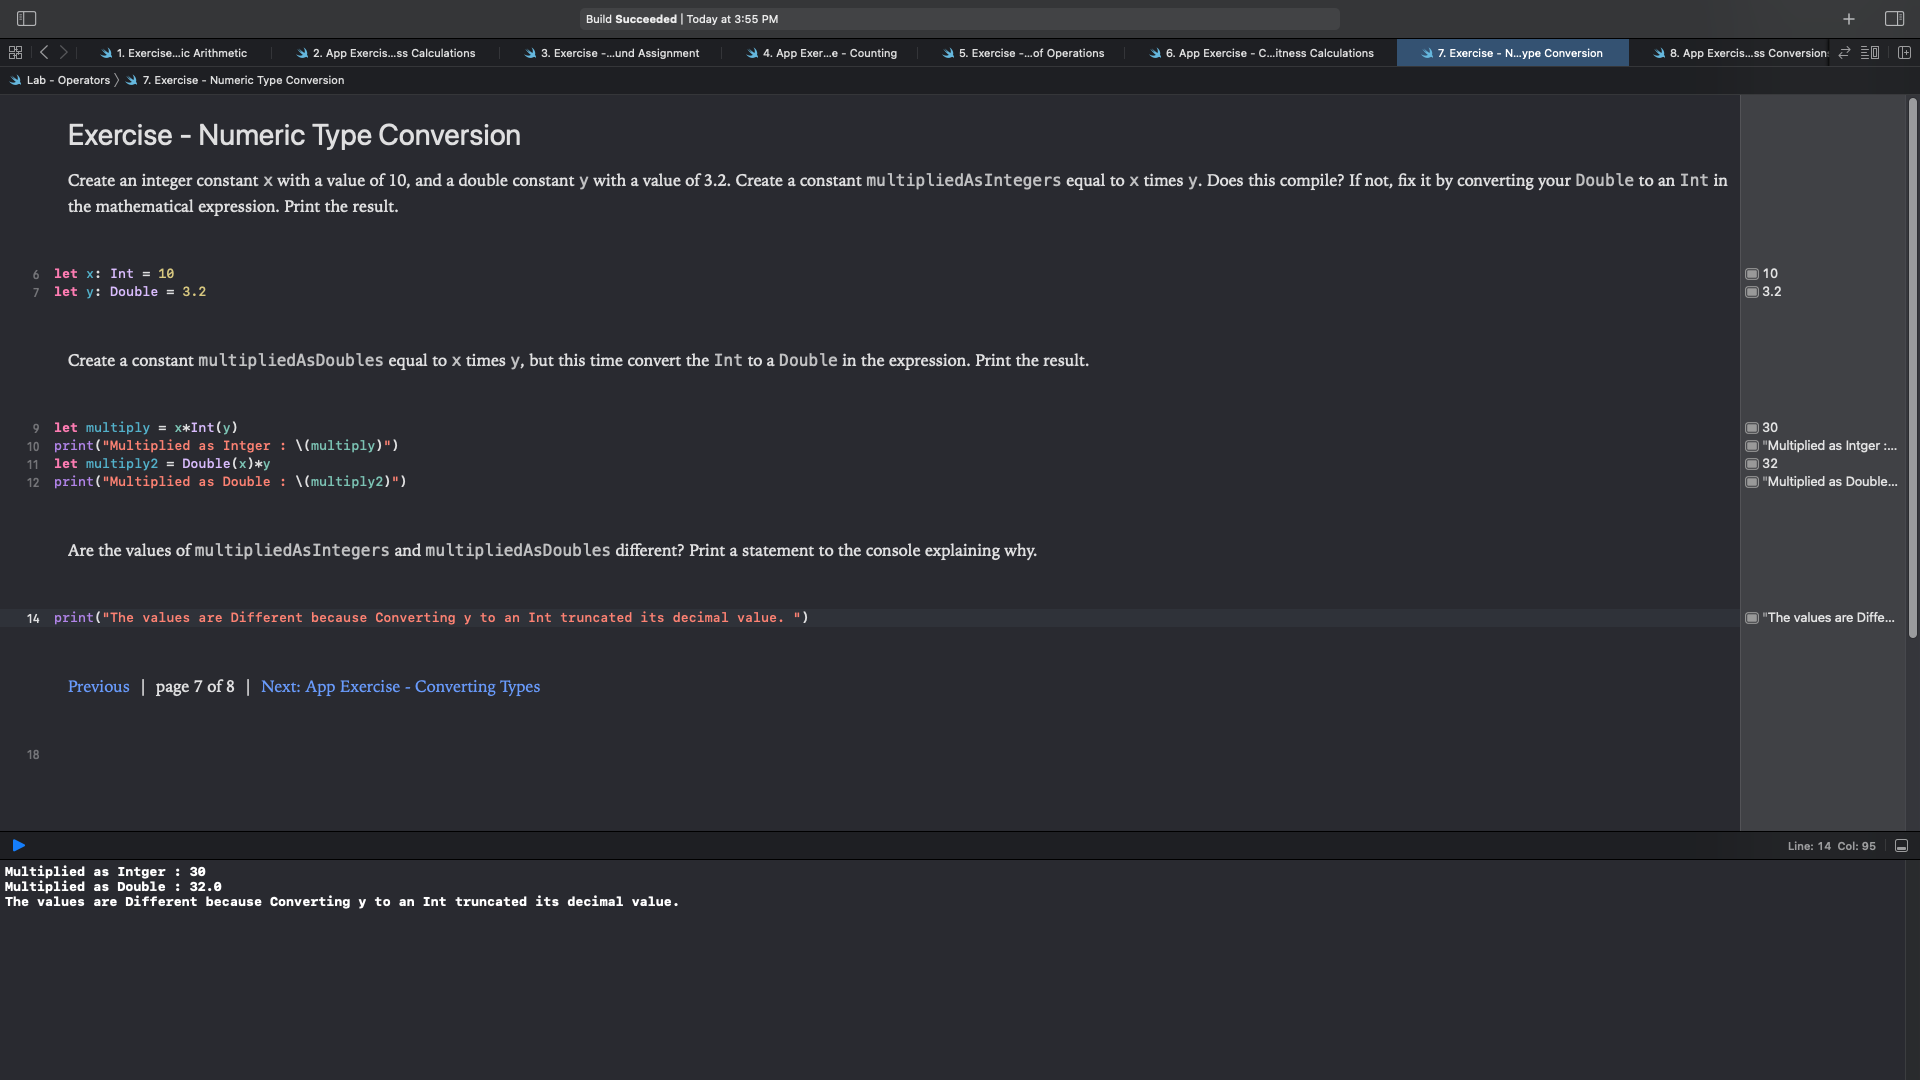 Build Succeeded | Today at 3:55 PM
1. Exercise...ic Arithmetic
2. App Exercis...ss Calculations
3. Exercise -...und Assignment
4. App Exer...e - Counting
5. Exercise -...of Operations
6. App Exercise - C...itness Calculations
7. Exercise - N...ype Conversion
8. App Exercis...ss Conversion
Lab - Operators 〉 7. Exercise - Numeric Type Conversion
Exercise - Numeric Type Conversion
Create an integer constant x with a value of 10, and a double constant y with a value of 3.2. Create a constant multipliedAsIntegers equal to x times y. Does this compile? If not, fix it by converting your Double to an Int in
the mathematical expression. Print the result.
6 let x: Int = 10
10
7 let y: Double = 3.2
3.2
Create a constant multipliedAsDoubles equal to x times y, but this time convert the Int to a Double in the expression. Print the result.
9 let multiply = x*Int(y)
30
10 print("Multiplied as Intger : \(multiply)")
"Multiplied as Intger :...
11 let multiply2 = Double(x)*y
32
12 print("Multiplied as Double : \(multiply2)")
"Multiplied as Double...
Are the values of multipliedAsIntegers and multipliedAsDoubles different? Print a statement to the console explaining why.
14 print("The values are Different because Converting y to an Int truncated its decimal value. ")
"The values are Diffe...
Previous | page 7 of 8 | Next: App Exercise - Converting Types
18
Line: 14 Col: 95
Multiplied as Intger : 30
Multiplied as Double : 32.0
The values are Different because Converting y to an Int truncated its decimal value.